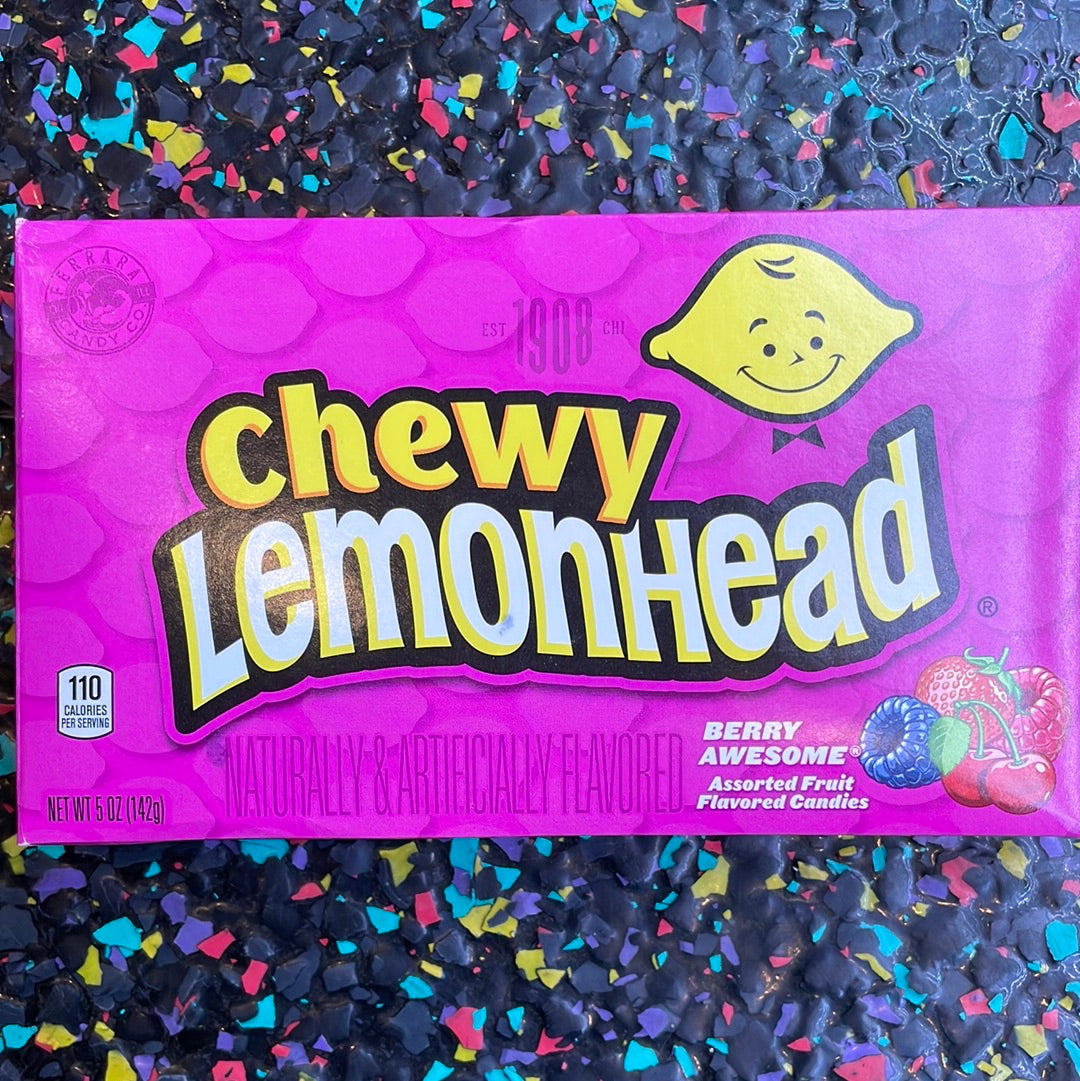 FERRARA
CANDY CO.
EST 1908 CHI
chewy
LemonHead
®
110
CALORIES
PER SERVING
BERRY
AWESOME®
Assorted Fruit
Flavored Candies
NATURALLY & ARTIFICIALLY FLAVORED
NET WT 5 OZ (142g)